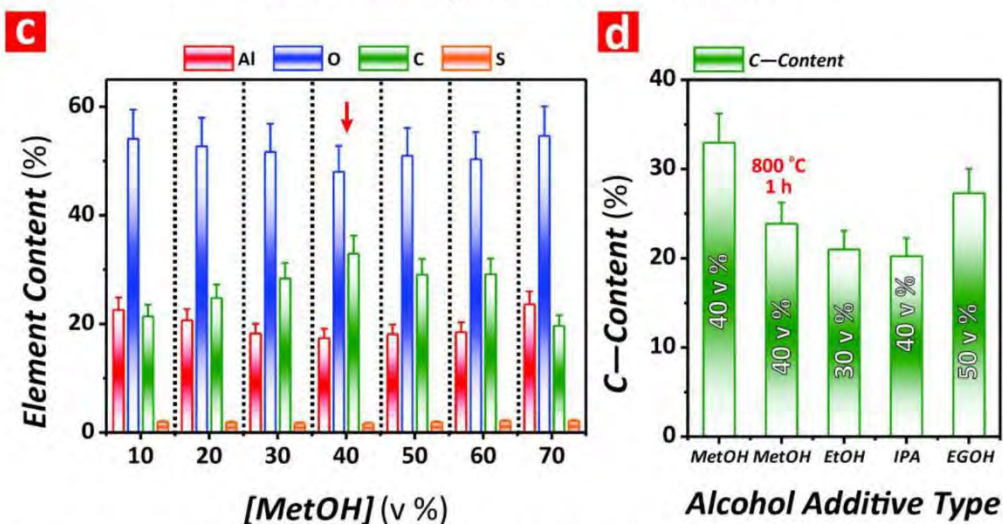 c
Al O C S
Element Content (%)
60
40
20
0
10 20 30 40 50 60 70
[MetOH] (v %)
d
C—Content
C—Content (%)
40
30
20
10
0
800 °C
1 h
40 v %
40 v %
30 v %
40 v %
50 v %
MetOH MetOH EtOH IPA EGOH
Alcohol Additive Type